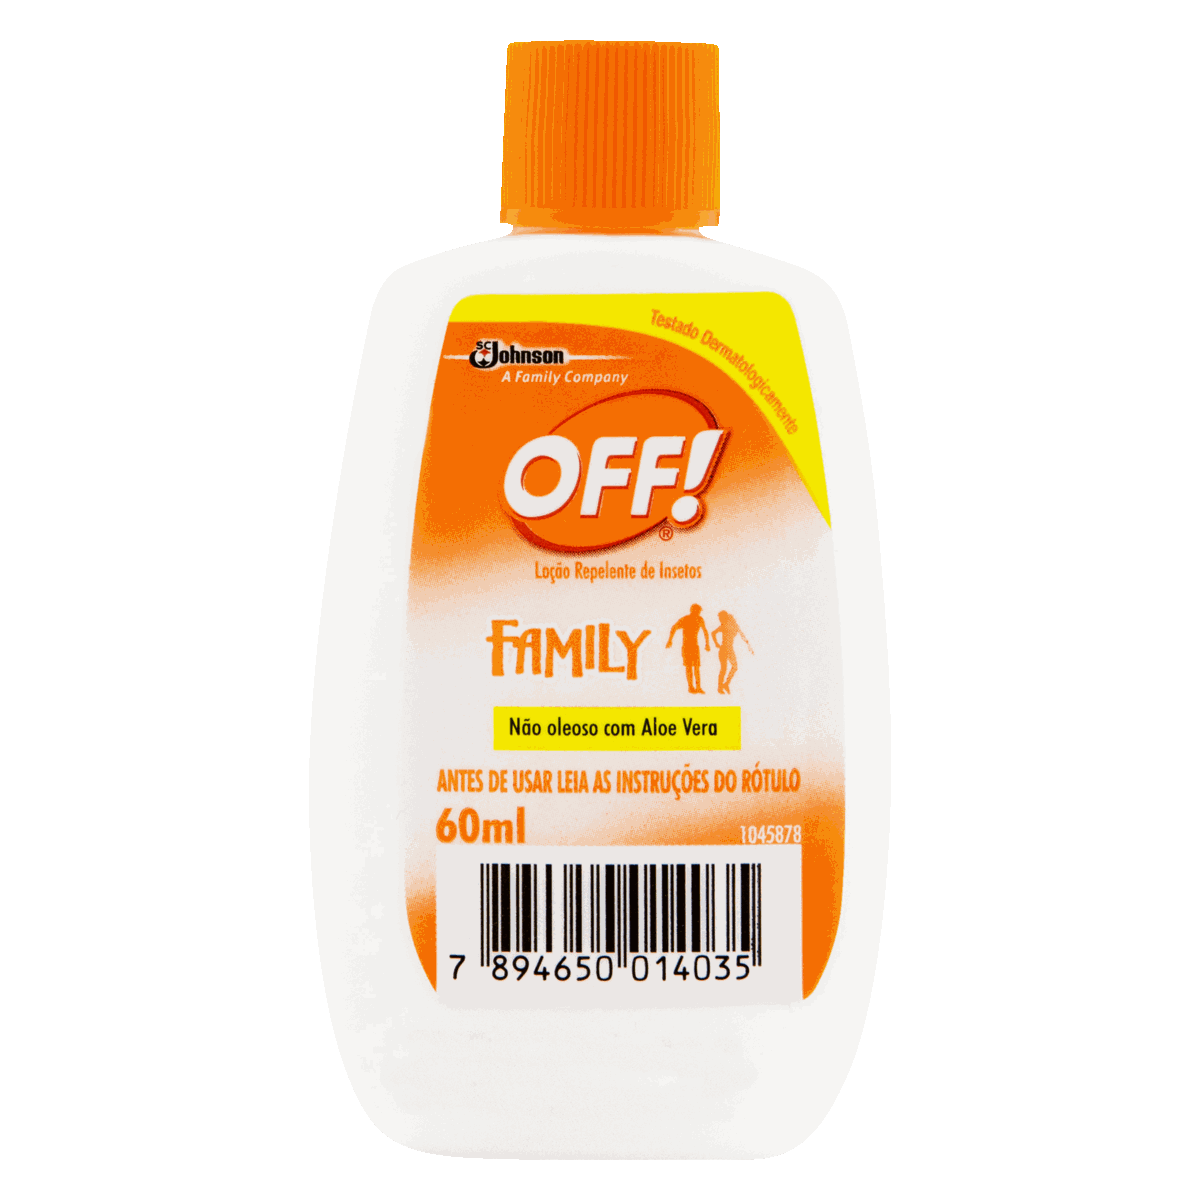 Testado Dermatologicamente
SC Johnson
A Family Company
OFF!
®
Loção Repelente de Insetos
FAMILY
Não oleoso com Aloe Vera
ANTES DE USAR LEIA AS INSTRUÇÕES DO RÓTULO
60ml
1045878
7 894650 014035